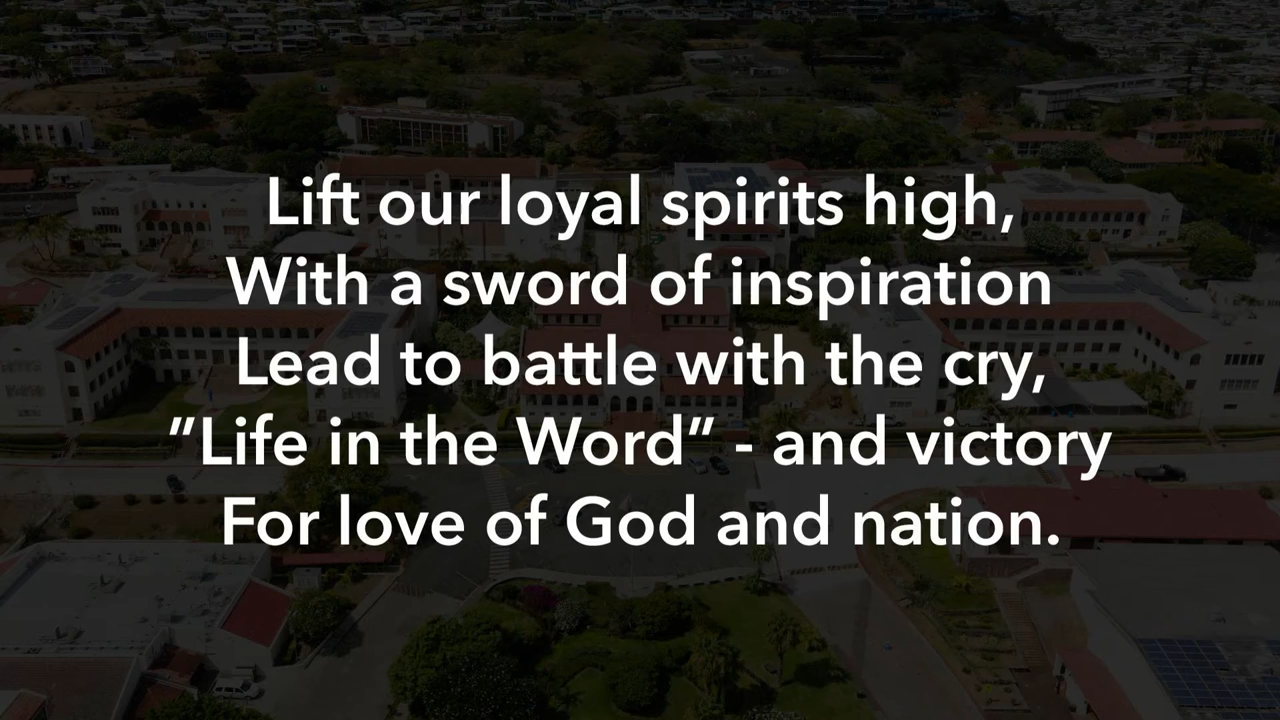 Lift our loyal spirits high,
With a sword of inspiration
Lead to battle with the cry,
”Life in the Word” - and victory
For love of God and nation.